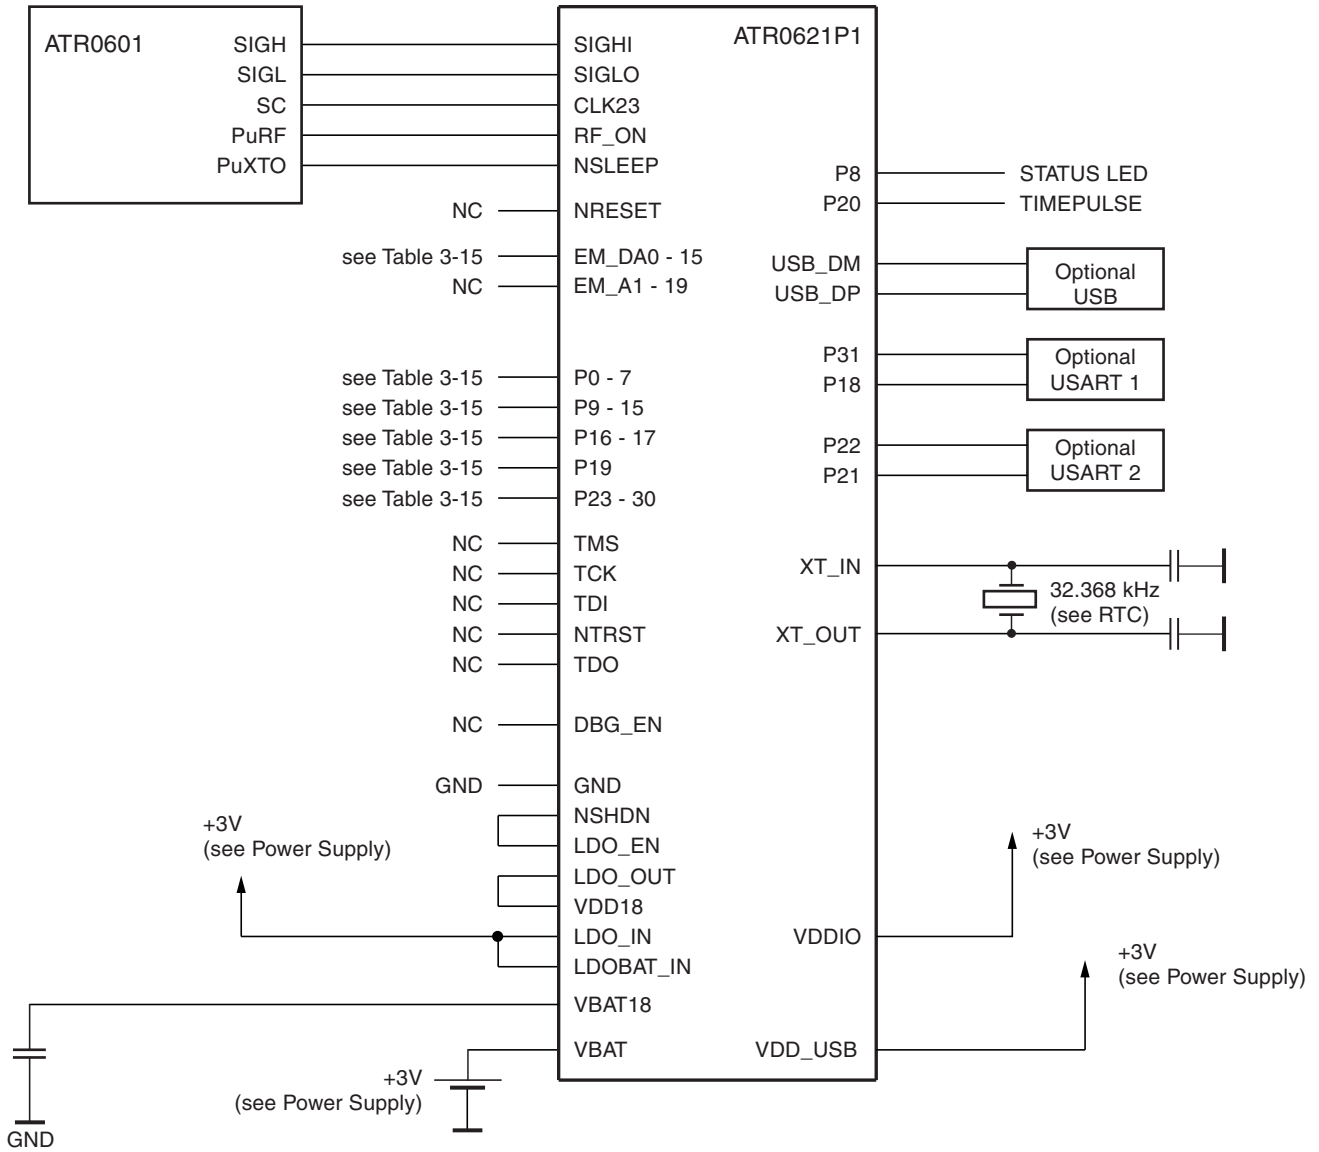 ATR0601
SIGH
SIGL
SC
PuRF
PuXTO
ATR0621P1
SIGHI
SIGLO
CLK23
RF_ON
NSLEEP
NC NRESET
see Table 3-15 EM_DA0 - 15
NC EM_A1 - 19
see Table 3-15 P0 - 7
see Table 3-15 P9 - 15
see Table 3-15 P16 - 17
see Table 3-15 P19
see Table 3-15 P23 - 30
NC TMS
NC TCK
NC TDI
NC NTRST
NC TDO
NC DBG_EN
GND GND
NSHDN
LDO_EN
LDO_OUT
VDD18
LDO_IN
LDOBAT_IN
VBAT18
VBAT
+3V
(see Power Supply)
+3V
(see Power Supply)
GND
P8 STATUS LED
P20 TIMEPULSE
USB_DM
USB_DP
Optional
USB
P31
P18
Optional
USART 1
P22
P21
Optional
USART 2
XT_IN
XT_OUT
32.368 kHz
(see RTC)
VDDIO
+3V
(see Power Supply)
VDD_USB
+3V
(see Power Supply)